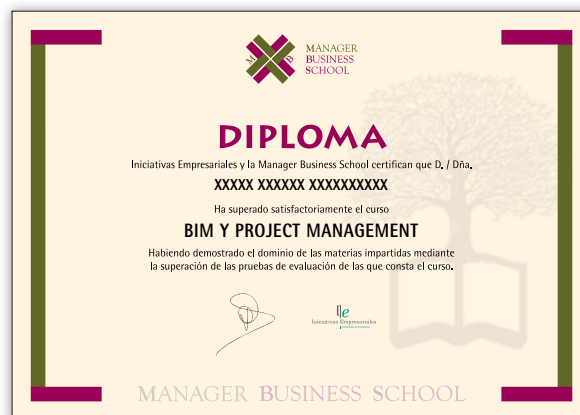 M B
MANAGER
BUSINESS
SCHOOL
DIPLOMA
Iniciativas Empresariales y la Manager Business School certifican que D. / Dña.
XXXXX XXXXXX XXXXXXXXXX
Ha superado satisfactoriamente el curso
BIM Y PROJECT MANAGEMENT
Habiendo demostrado el dominio de las materias impartidas mediante
la superación de las pruebas de evaluación de las que consta el curso.
Ile
Iniciativas Empresariales
MANAGER BUSINESS SCHOOL